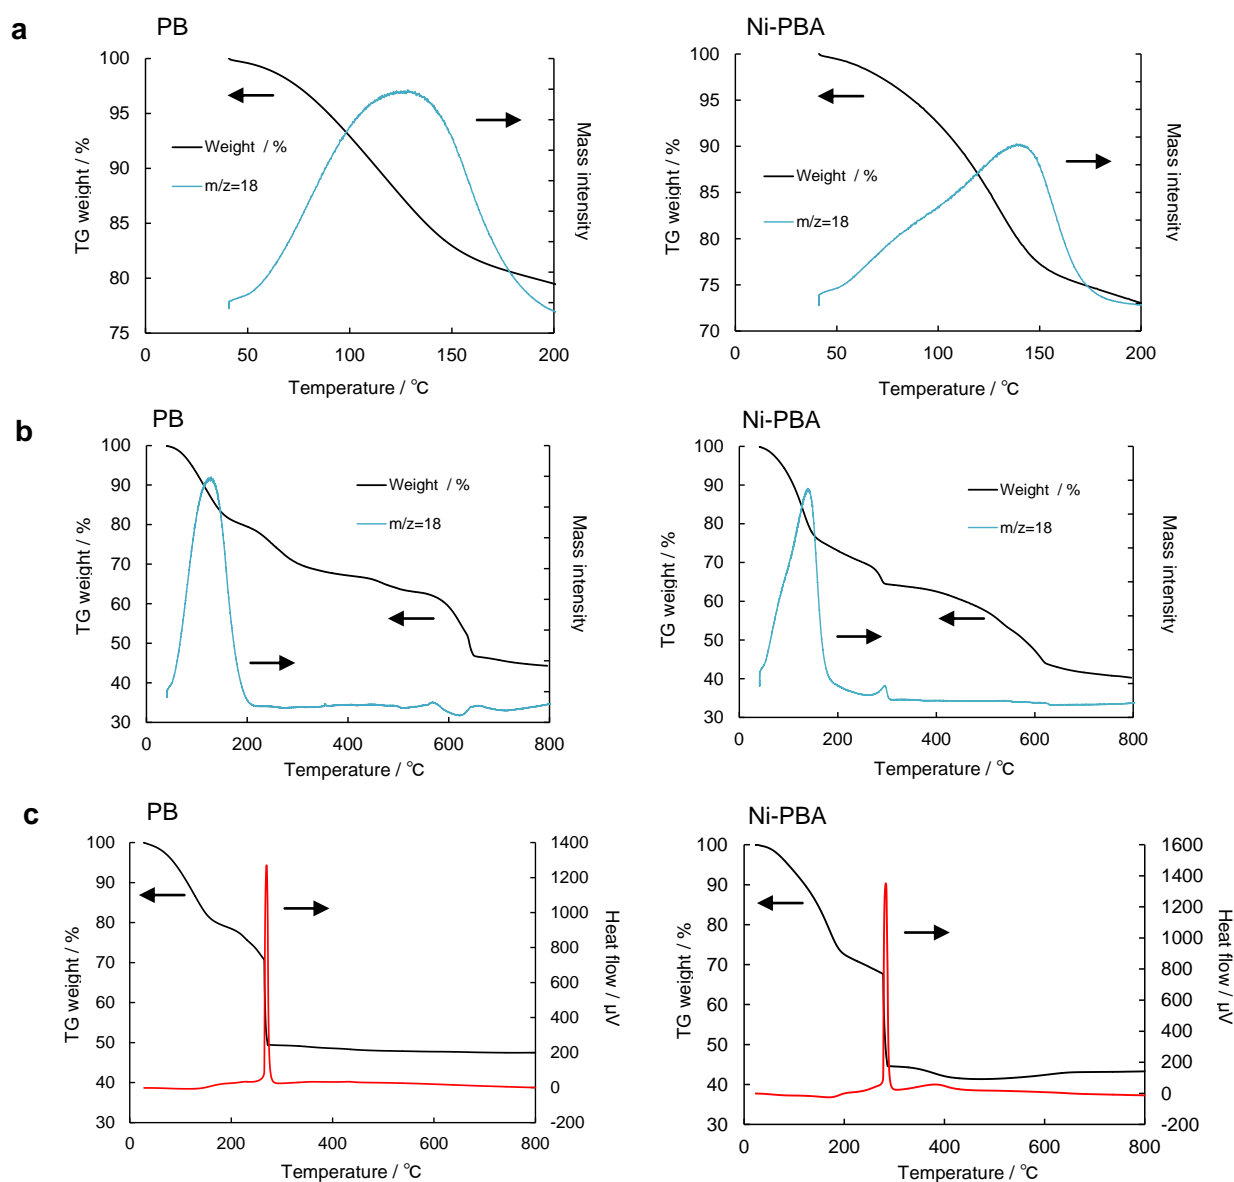 a
PB
Ni-PBA
100
95
90
85
80
75
TG weight / %
Weight / %
m/z=18
Mass intensity
0
50
100
150
200
Temperature / ℃
100
95
90
85
80
75
70
TG weight / %
Weight / %
m/z=18
Mass intensity
0
50
100
150
200
Temperature / ℃
b
PB
Ni-PBA
100
90
80
70
60
50
40
30
TG weight / %
Weight / %
m/z=18
Mass intensity
0
200
400
600
800
Temperature / ℃
100
90
80
70
60
50
40
30
TG weight / %
Weight / %
m/z=18
Mass intensity
0
200
400
600
800
Temperature / ℃
c
PB
Ni-PBA
100
90
80
70
60
50
40
30
TG weight / %
1400
1200
1000
800
600
400
200
0
-200
Heat flow / μV
0
200
400
600
800
Temperature / ℃
100
90
80
70
60
50
40
30
TG weight / %
1600
1400
1200
1000
800
600
400
200
0
-200
Heat flow / μV
0
200
400
600
800
Temperature / ℃